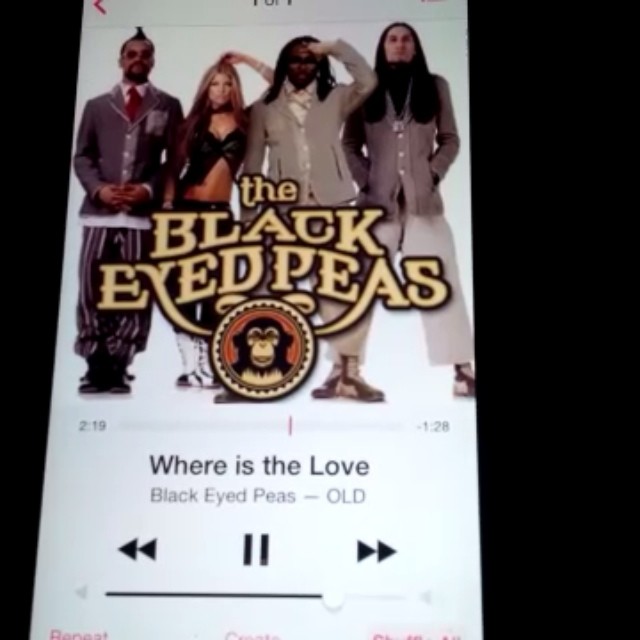 1 of 1
the
BLACK
EYED PEAS
2:19
-1:28
Where is the Love
Black Eyed Peas — OLD
Repeat
Create
Shuffle All